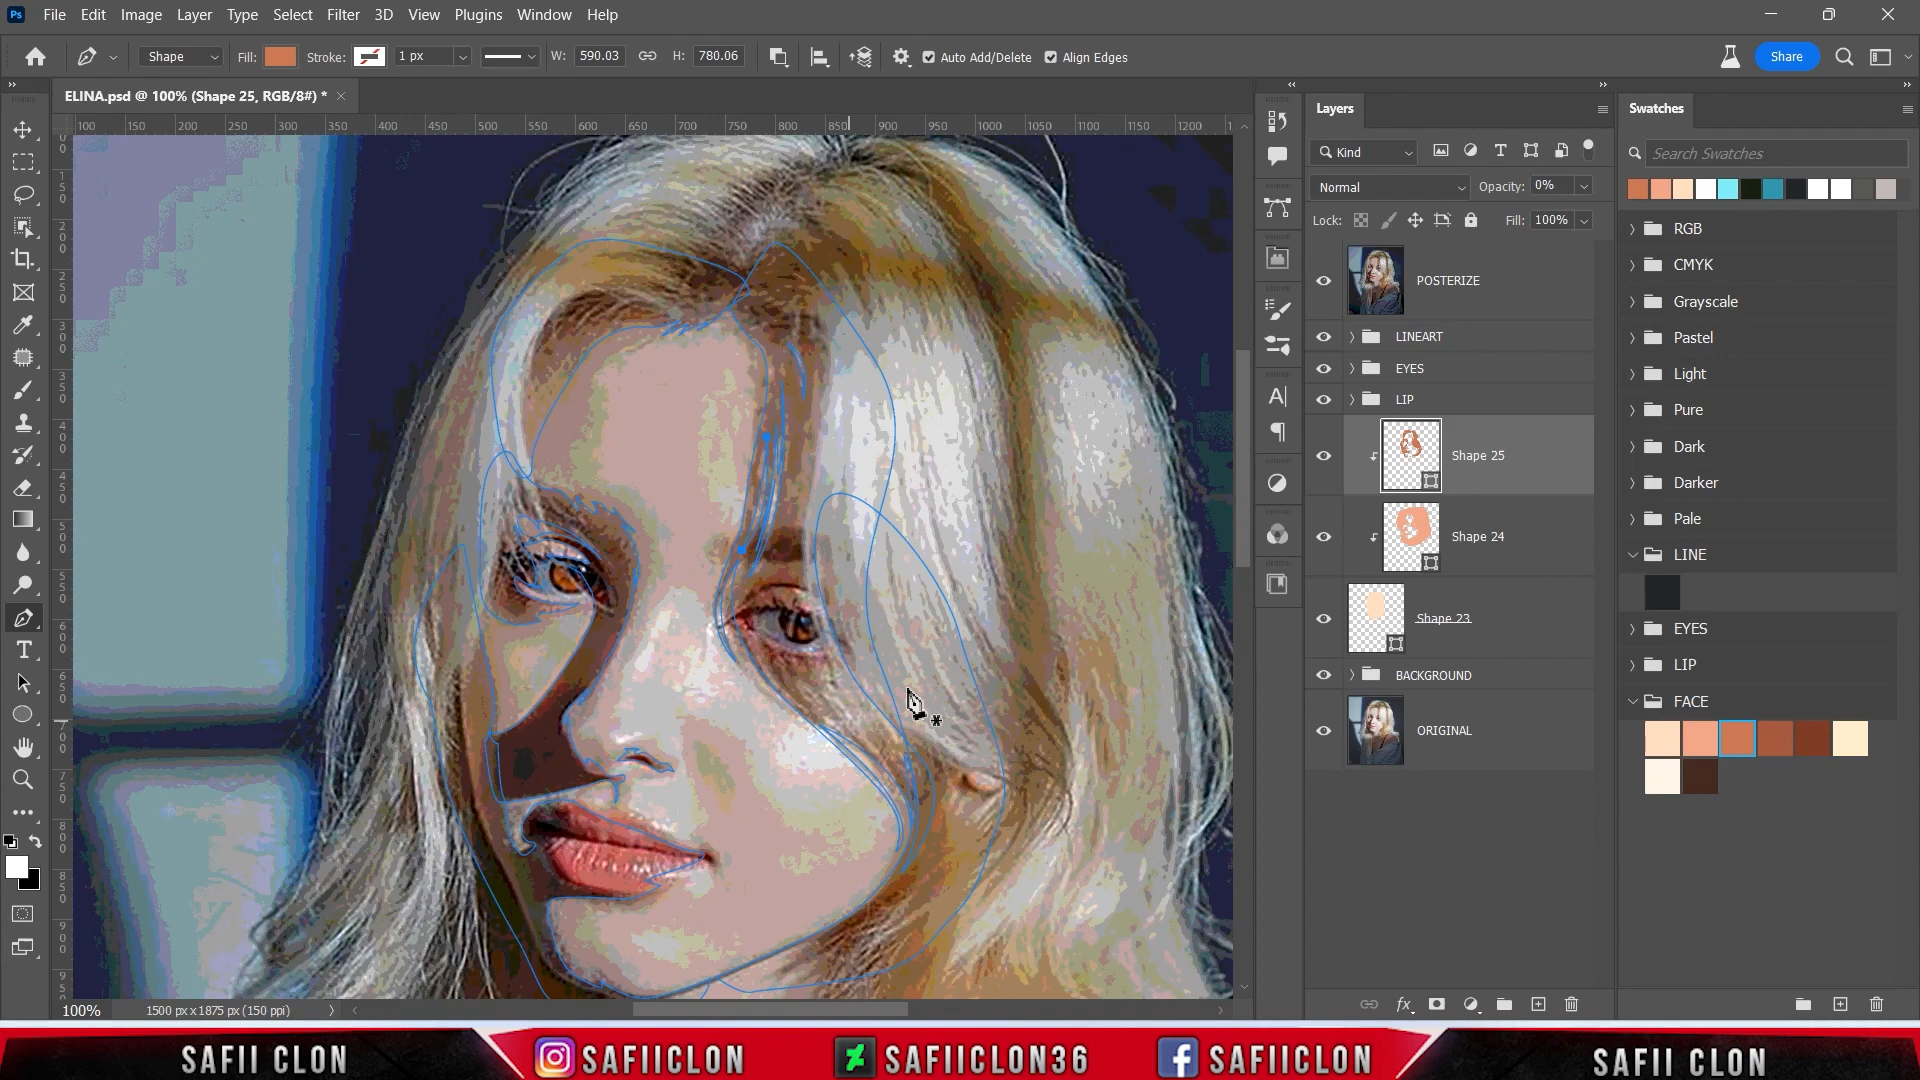 File Edit Image Layer Type Select Filter 3D View Plugins Window Help
Shape Fill: Stroke: 1 px W: 590.03 H: 780.06 Auto Add/Delete Align Edges Share
ELINA.psd @ 100% (Shape 25, RGB/8#) *
100 150 200 250 300 350 400 450 500 550 600 650 700 750 800 850 900 950 1000 1050 1100 1150 1200
Layers
Kind
Normal Opacity: 0%
Lock: Fill: 100%
POSTERIZE
LINEART
EYES
LIP
Shape 25
Shape 24
Shape 23
BACKGROUND
ORIGINAL
Swatches
Search Swatches
RGB
CMYK
Grayscale
Pastel
Light
Pure
Dark
Darker
Pale
LINE
EYES
LIP
FACE
100% 1500 px x 1875 px (150 ppi)
SAFII CLON SAFIICLON SAFIICLON36 SAFIICLON SAFII CLON